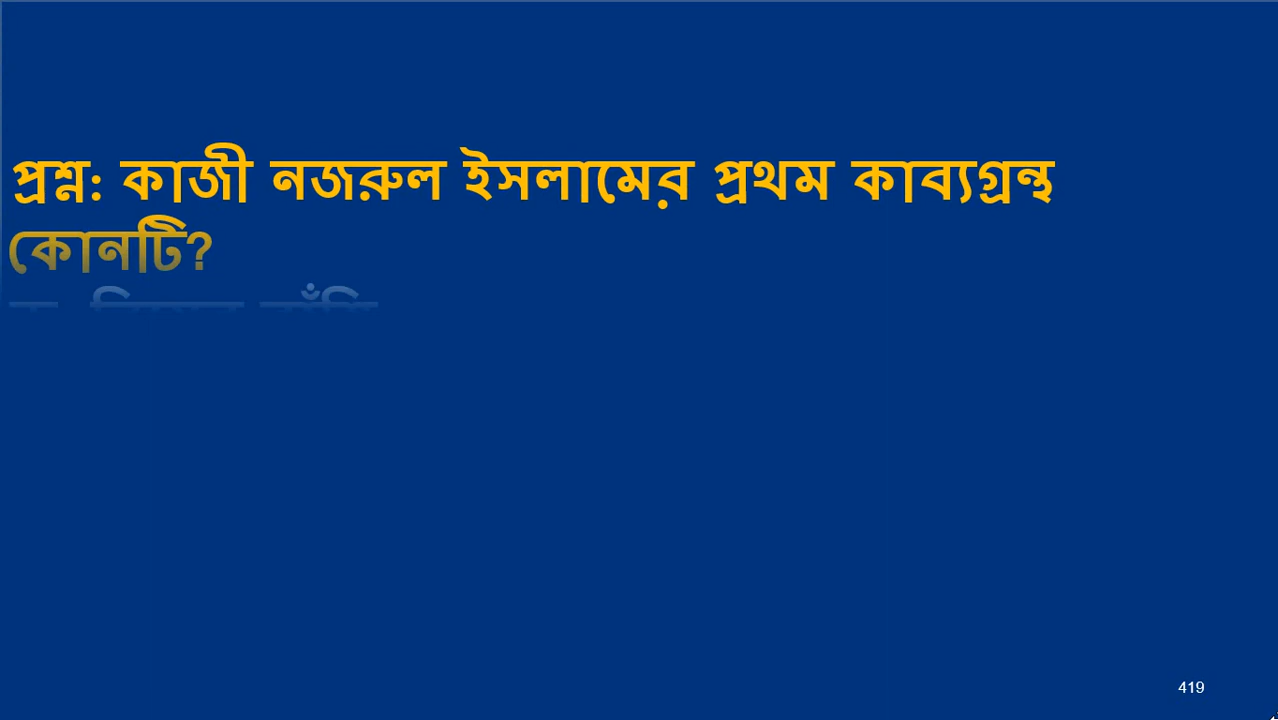 প্রশ্ন: কাজী নজরুল ইসলামের প্রথম কাব্যগ্রন্থ
কোনটি?
419